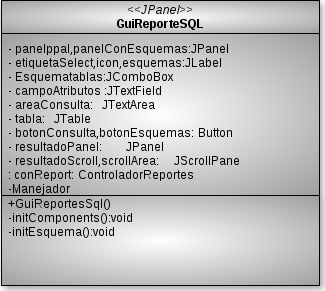 <<JPanel>>
GuiReporteSQL
- panelppal,panelConEsquemas:JPanel
- etiquetaSelect,icon,esquemas:JLabel
- Esquematablas:JComboBox
- campoAtributos :JTextField
- areaConsulta: JTextArea
- tabla: JTable
- botonConsulta,botonEsquemas: Button
- resultadoPanel: JPanel
- resultadoScroll,scrollArea: JScrollPane
: conReport: ControladorReportes
-Manejador
+GuiReportesSql()
-initComponents():void
-initEsquema():void